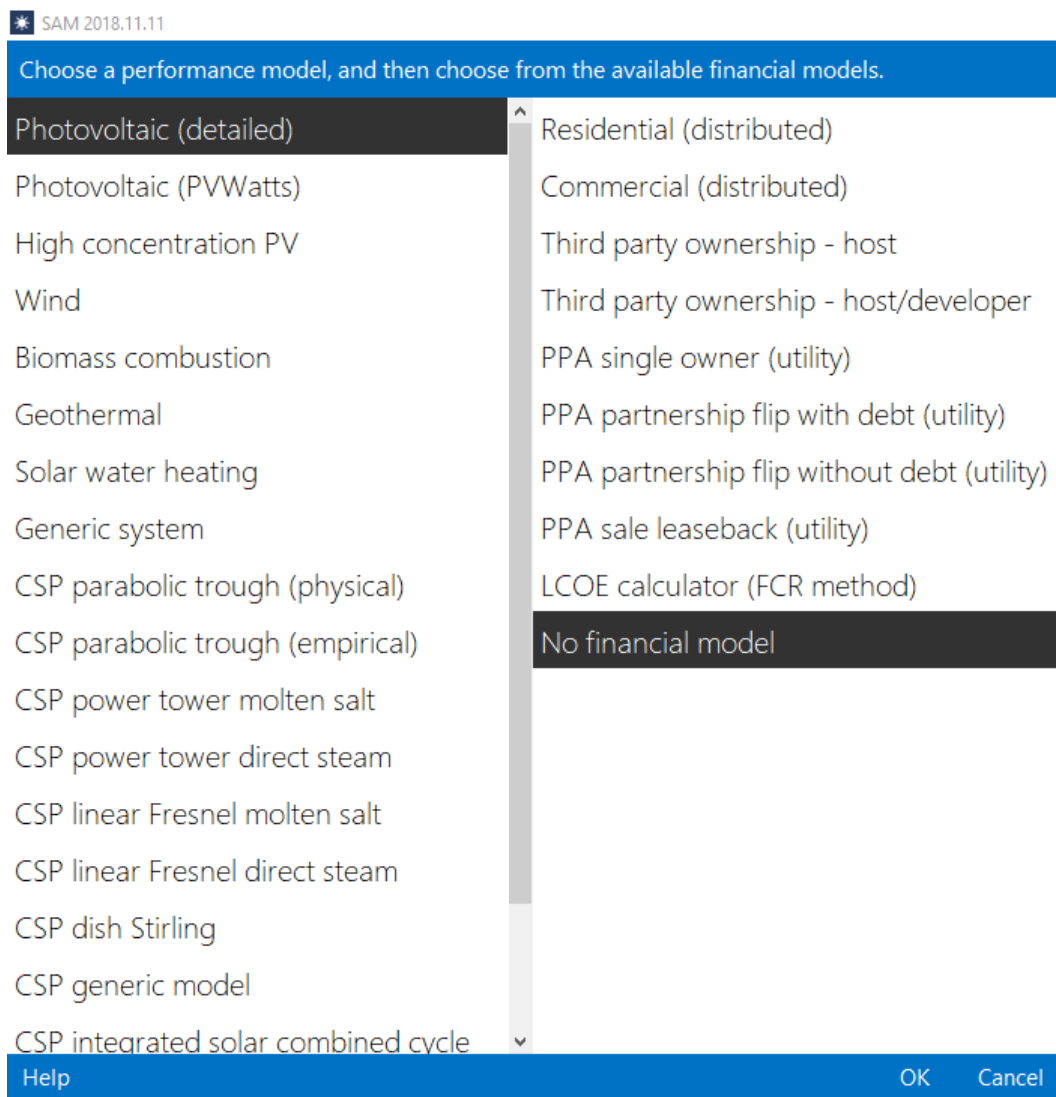 SAM 2018.11.11
Choose a performance model, and then choose from the available financial models.
Photovoltaic (detailed)
Photovoltaic (PVWatts)
High concentration PV
Wind
Biomass combustion
Geothermal
Solar water heating
Generic system
CSP parabolic trough (physical)
CSP parabolic trough (empirical)
CSP power tower molten salt
CSP power tower direct steam
CSP linear Fresnel molten salt
CSP linear Fresnel direct steam
CSP dish Stirling
CSP generic model
CSP integrated solar combined cycle
Residential (distributed)
Commercial (distributed)
Third party ownership - host
Third party ownership - host/developer
PPA single owner (utility)
PPA partnership flip with debt (utility)
PPA partnership flip without debt (utility)
PPA sale leaseback (utility)
LCOE calculator (FCR method)
No financial model
Help
OK
Cancel